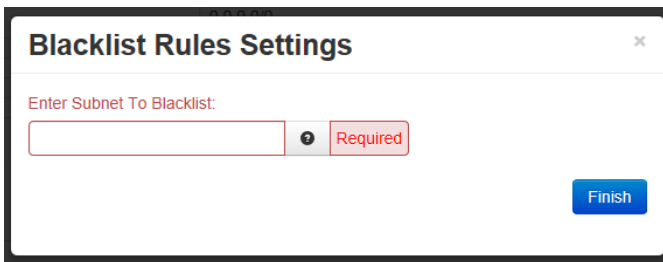 Blacklist Rules Settings
×
Enter Subnet To Blacklist:
Required
Finish